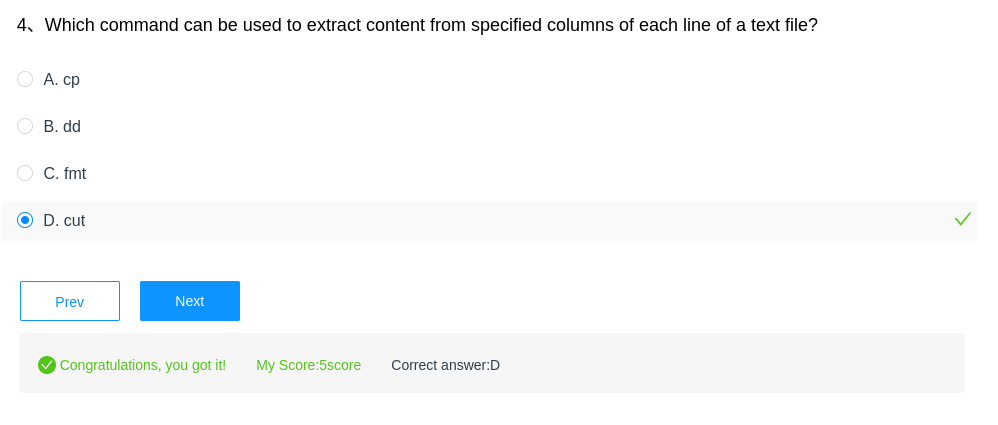 4、Which command can be used to extract content from specified columns of each line of a text file?
A. cp
B. dd
C. fmt
D. cut
Prev Next
Congratulations, you got it! My Score:5score Correct answer:D